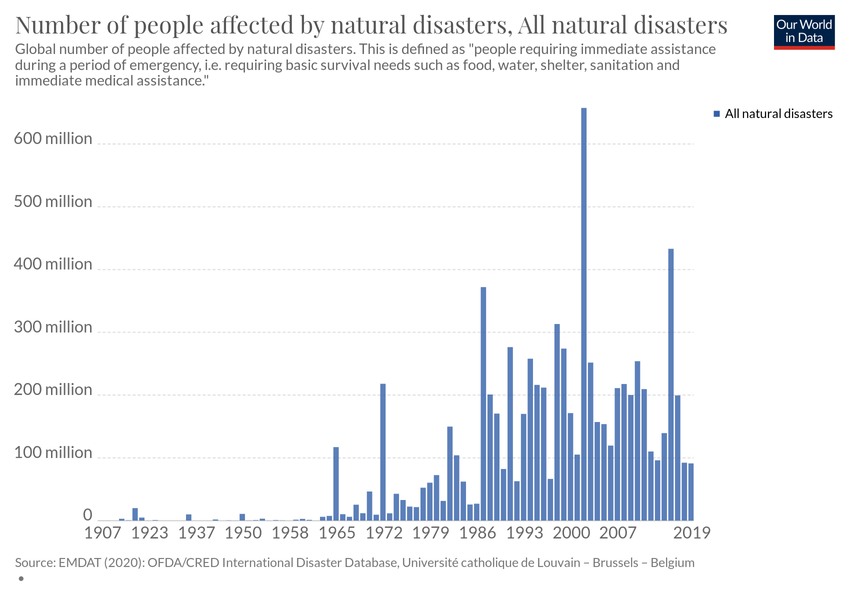 Number of people affected by natural disasters, All natural disasters
Our World
in Data
Global number of people affected by natural disasters. This is defined as "people requiring immediate assistance
during a period of emergency, i.e. requiring basic survival needs such as food, water, shelter, sanitation and
immediate medical assistance."
All natural disasters
600 million
500 million
400 million
300 million
200 million
100 million
0
1907 1923 1937 1950 1958 1965 1972 1979 1986 1993 2000 2007 2019
Source: EMDAT (2020): OFDA/CRED International Disaster Database, Université catholique de Louvain – Brussels – Belgium
•